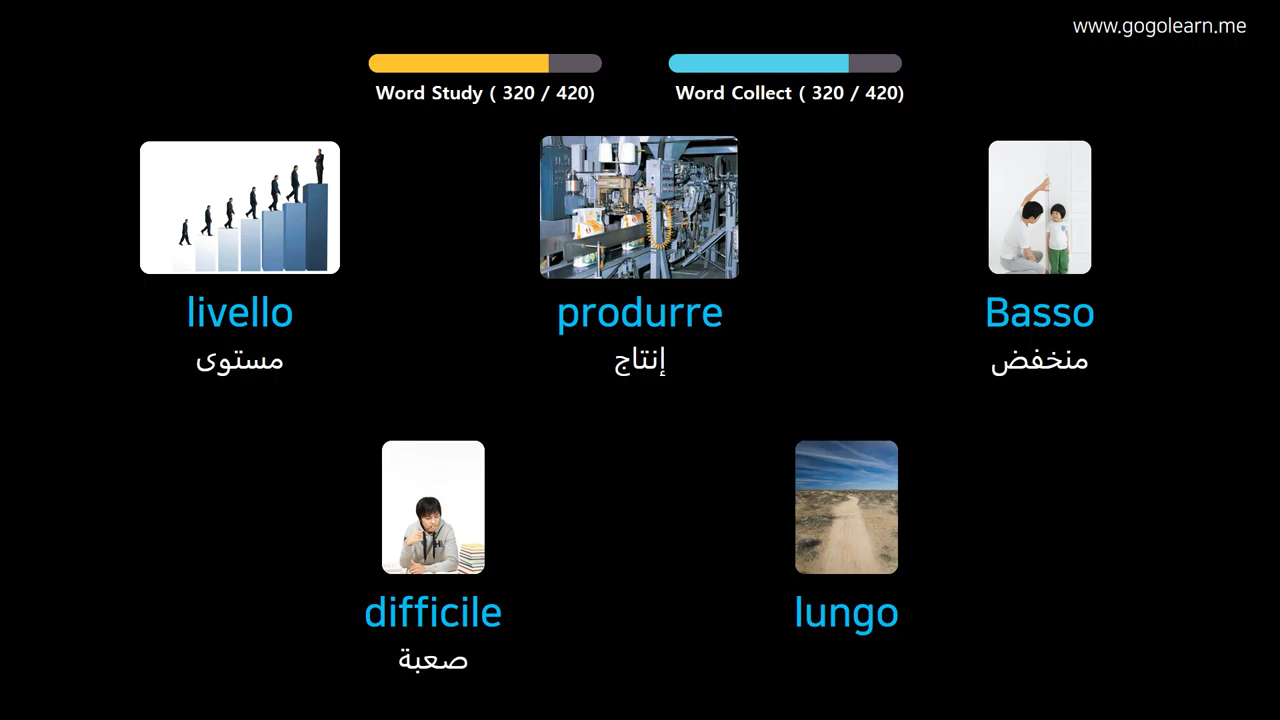 www.gogolearn.me
Word Study ( 320 / 420)
Word Collect ( 320 / 420)
livello
مستوى
produrre
إنتاج
Basso
منخفض
difficile
صعبة
lungo